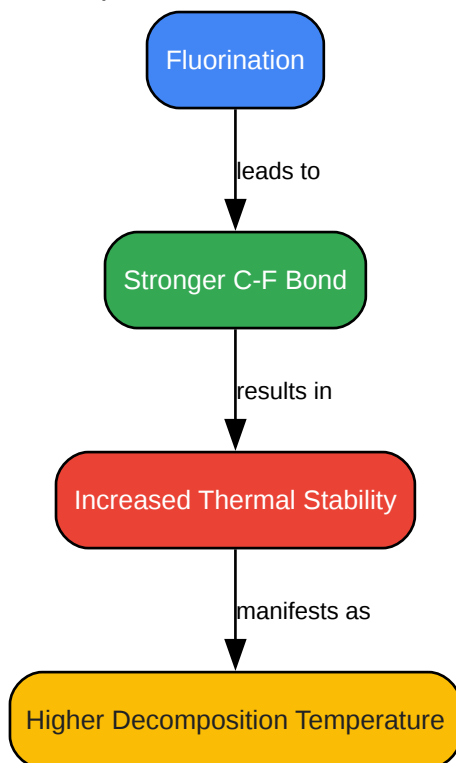 Fluorination
leads to
Stronger C-F Bond
results in
Increased Thermal Stability
manifests as
Higher Decomposition Temperature